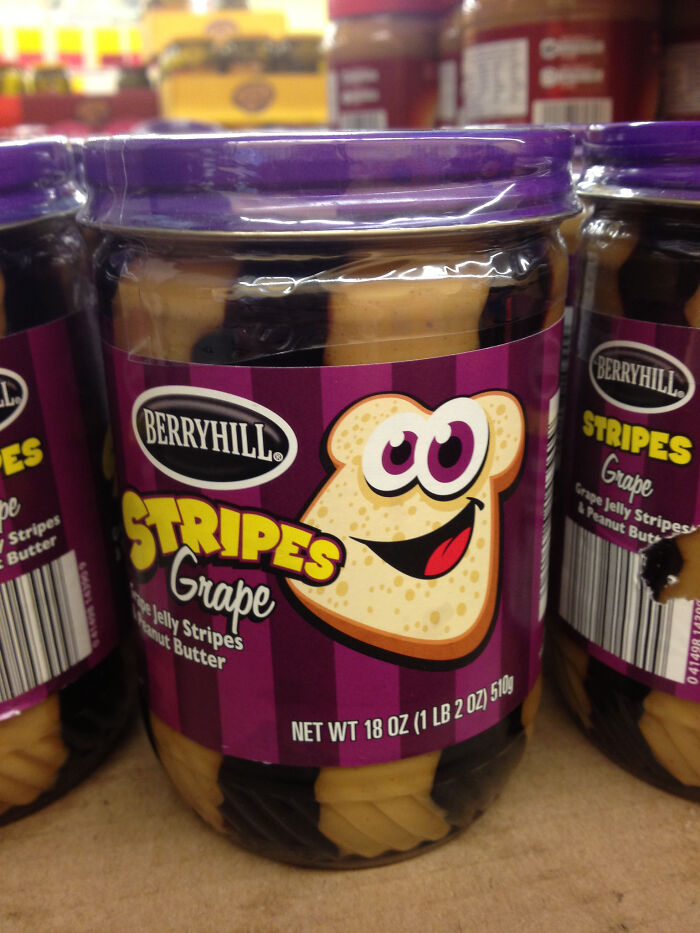 BERRYHILL®
STRIPES
Grape
Jelly Stripes
Butter
NET WT 18 OZ (1 LB 2 OZ) 510g
BERRYHILL®
STRIPES
Grape
Grape Jelly Stripes
& Peanut
ES
Stripes
Butter